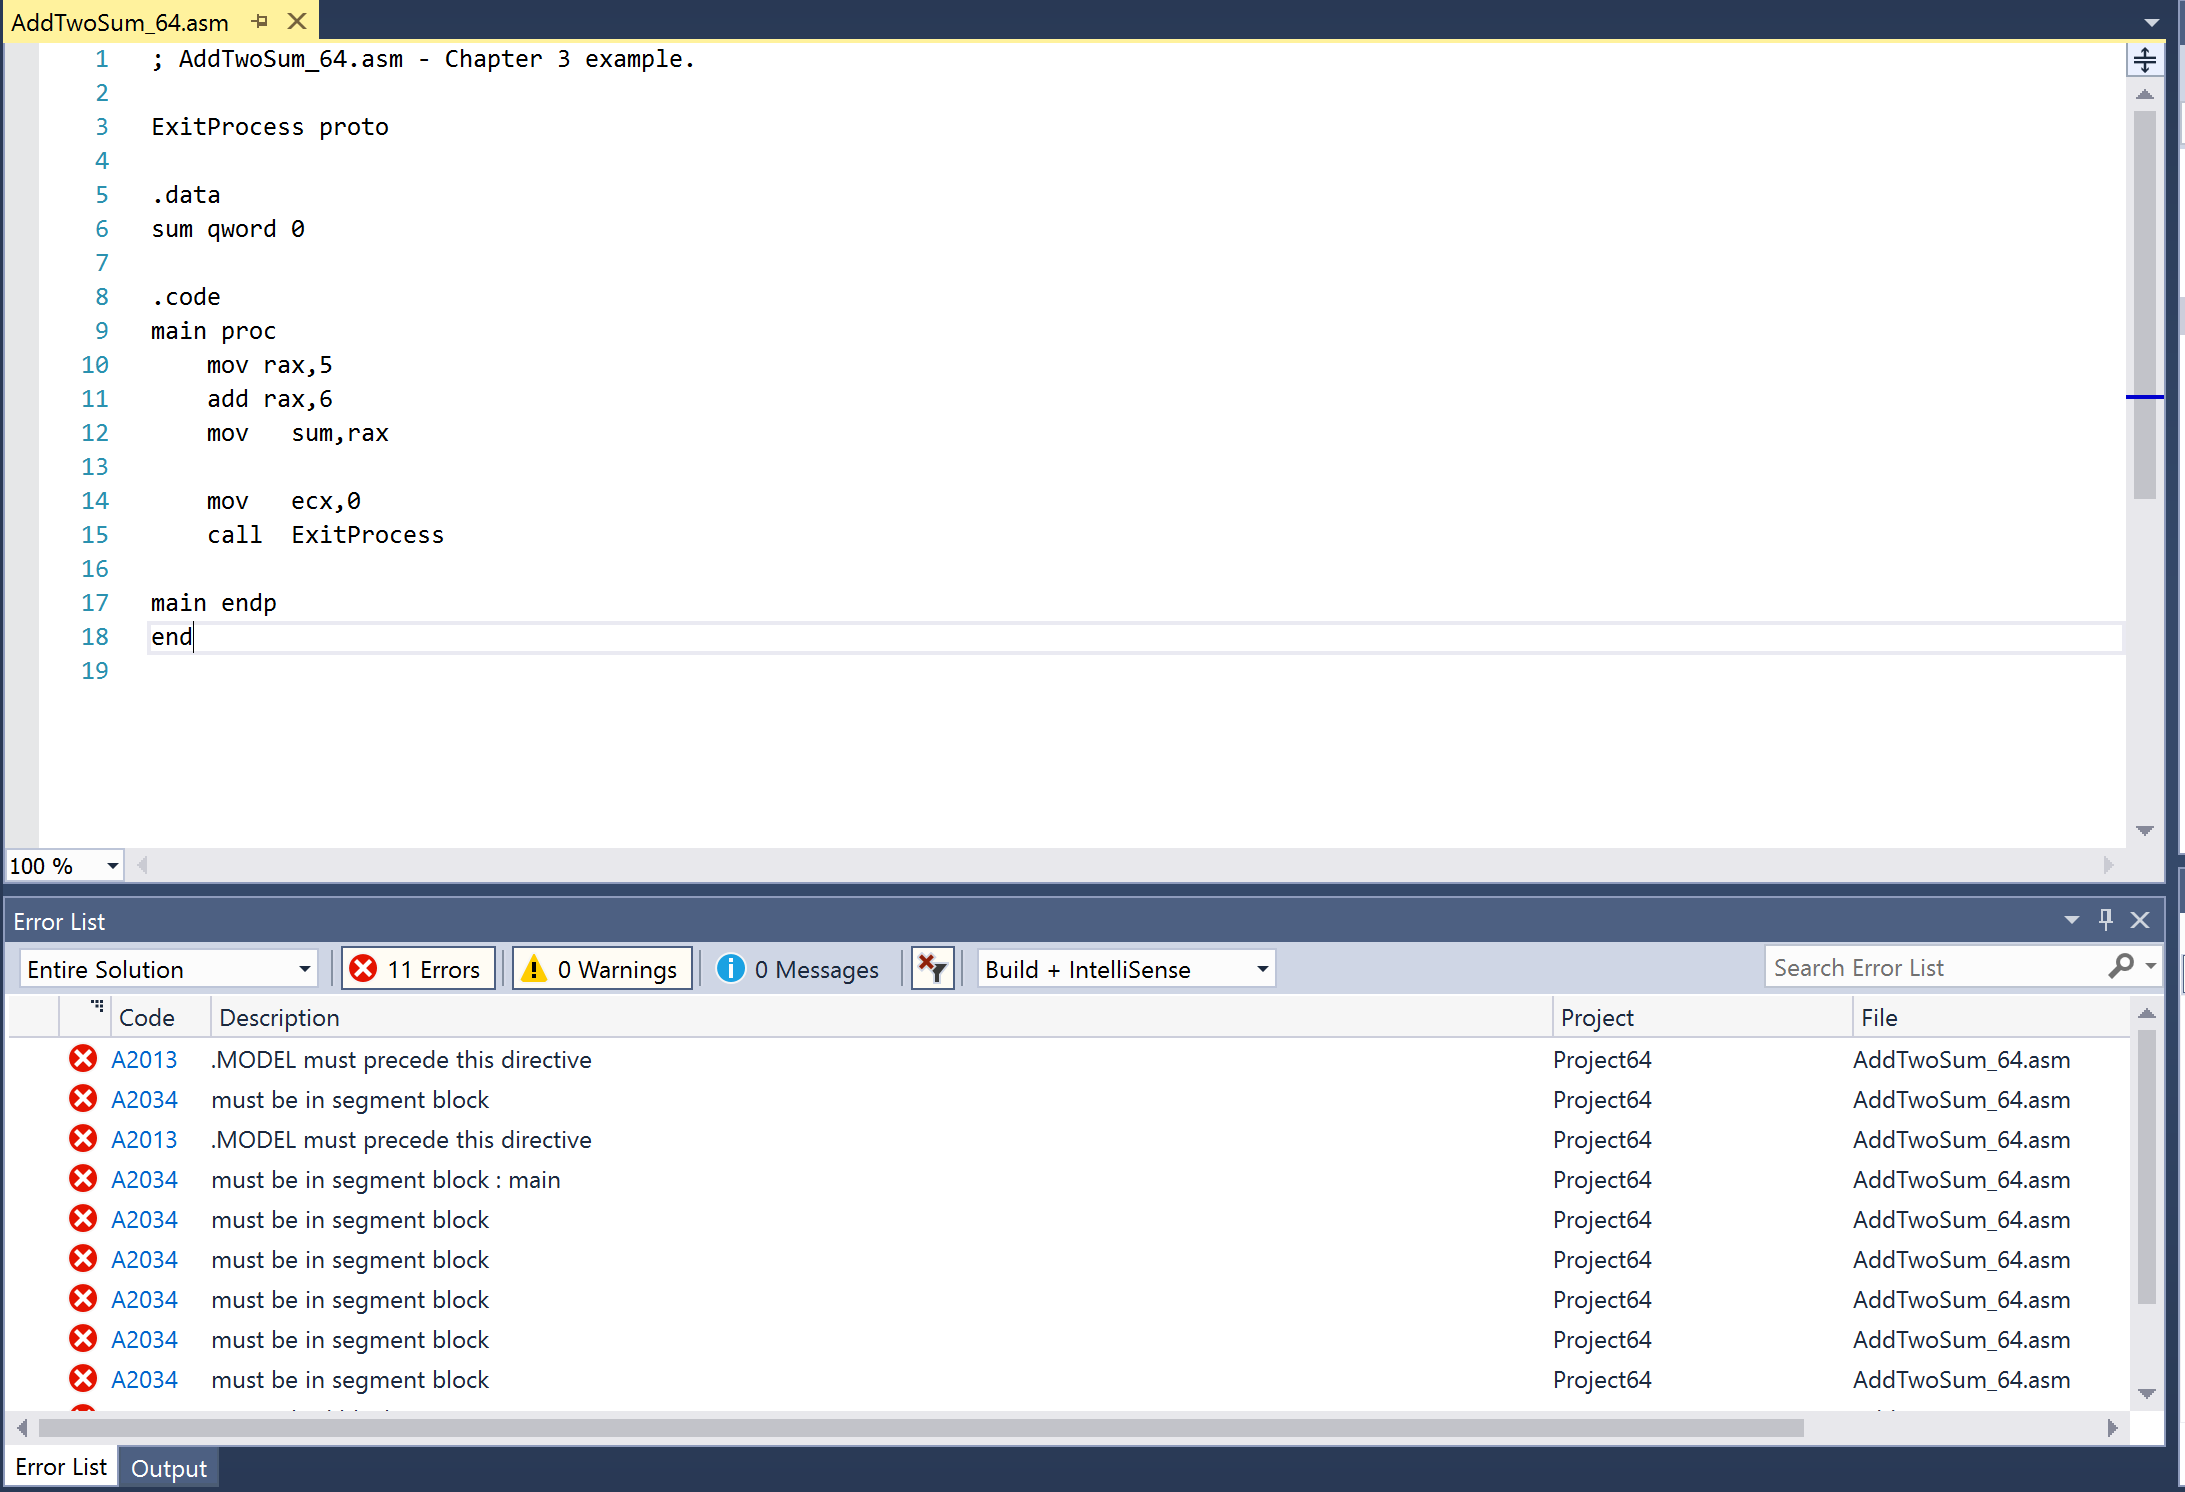 AddTwoSum_64.asm
1 ; AddTwoSum_64.asm - Chapter 3 example.
2
3 ExitProcess proto
4
5 .data
6 sum qword 0
7
8 .code
9 main proc
10 mov rax,5
11 add rax,6
12 mov sum,rax
13
14 mov ecx,0
15 call ExitProcess
16
17 main endp
18 end
19
100 %
Error List
Entire Solution 11 Errors 0 Warnings 0 Messages Build + IntelliSense Search Error List
Code Description Project File
A2013 .MODEL must precede this directive Project64 AddTwoSum_64.asm
A2034 must be in segment block Project64 AddTwoSum_64.asm
A2013 .MODEL must precede this directive Project64 AddTwoSum_64.asm
A2034 must be in segment block : main Project64 AddTwoSum_64.asm
A2034 must be in segment block Project64 AddTwoSum_64.asm
A2034 must be in segment block Project64 AddTwoSum_64.asm
A2034 must be in segment block Project64 AddTwoSum_64.asm
A2034 must be in segment block Project64 AddTwoSum_64.asm
A2034 must be in segment block Project64 AddTwoSum_64.asm
Error List Output